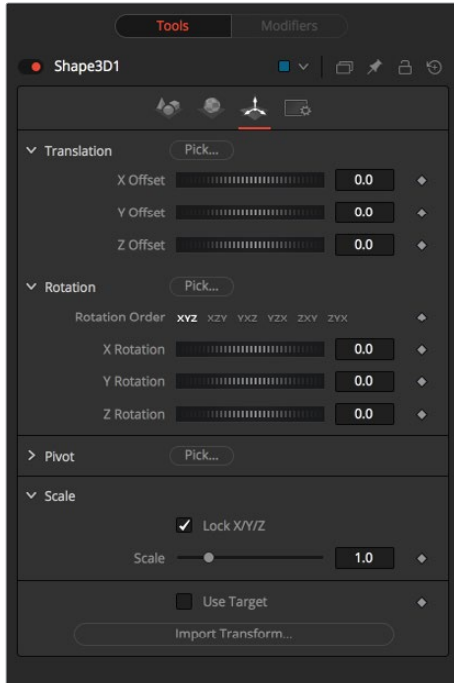 Tools Modifiers
Shape3D1
Translation Pick...
X Offset 0.0
Y Offset 0.0
Z Offset 0.0
Rotation Pick...
Rotation Order XYZ XZY YXZ YZX ZXY ZYX
X Rotation 0.0
Y Rotation 0.0
Z Rotation 0.0
Pivot Pick...
Scale
Lock X/Y/Z
Scale 1.0
Use Target
Import Transform...